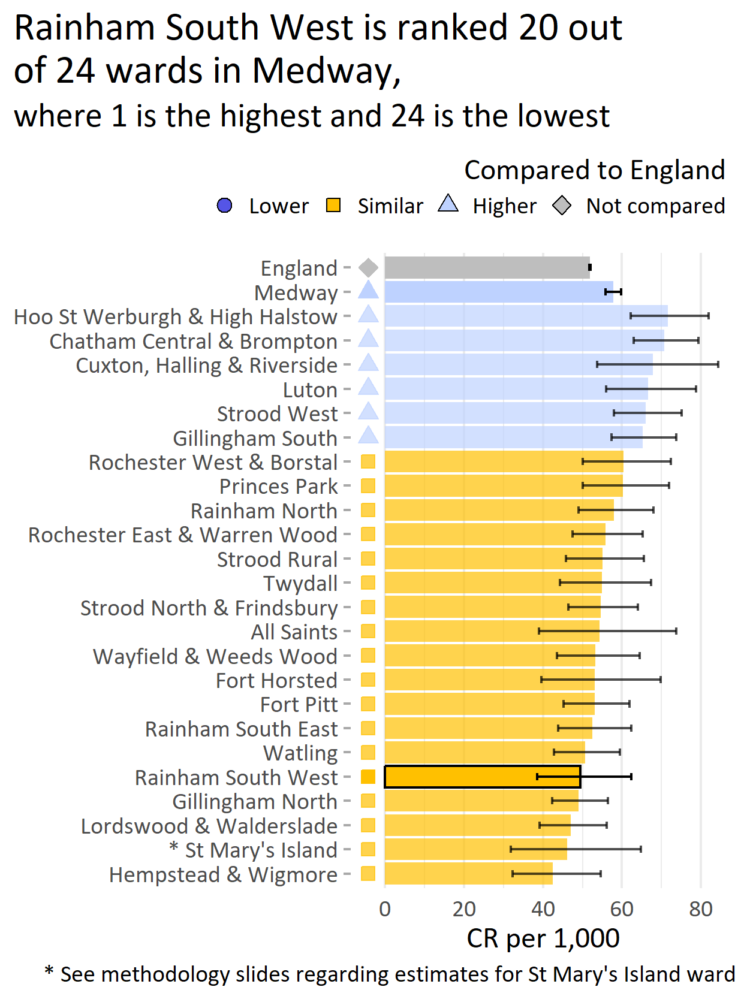 Rainham South West is ranked 20 out
of 24 wards in Medway,
where 1 is the highest and 24 is the lowest
Compared to England
Lower Similar Higher Not compared
England
Medway
Hoo St Werburgh & High Halstow
Chatham Central & Brompton
Cuxton, Halling & Riverside
Luton
Strood West
Gillingham South
Rochester West & Borstal
Princes Park
Rainham North
Rochester East & Warren Wood
Strood Rural
Twydall
Strood North & Frindsbury
All Saints
Wayfield & Weeds Wood
Fort Horsted
Fort Pitt
Rainham South East
Watling
Rainham South West
Gillingham North
Lordswood & Walderslade
* St Mary's Island
Hempstead & Wigmore
0 20 40 60 80
CR per 1,000
* See methodology slides regarding estimates for St Mary's Island ward